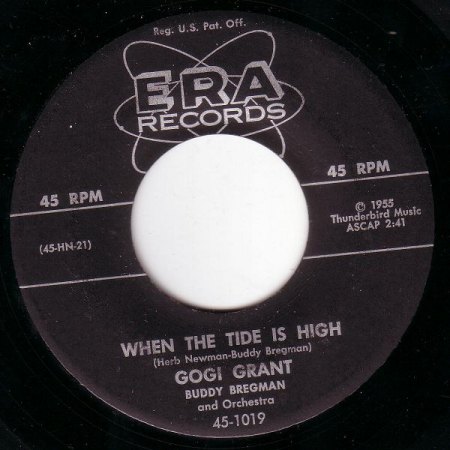 Reg. U.S. Pat. Off.
ERA
RECORDS
45 RPM
45 RPM
(45-HN-21)
© 1955
Thunderbird Music
ASCAP 2:41
WHEN THE TIDE IS HIGH
(Herb Newman-Buddy Bregman)
GOGI GRANT
BUDDY BREGMAN
and Orchestra
45-1019